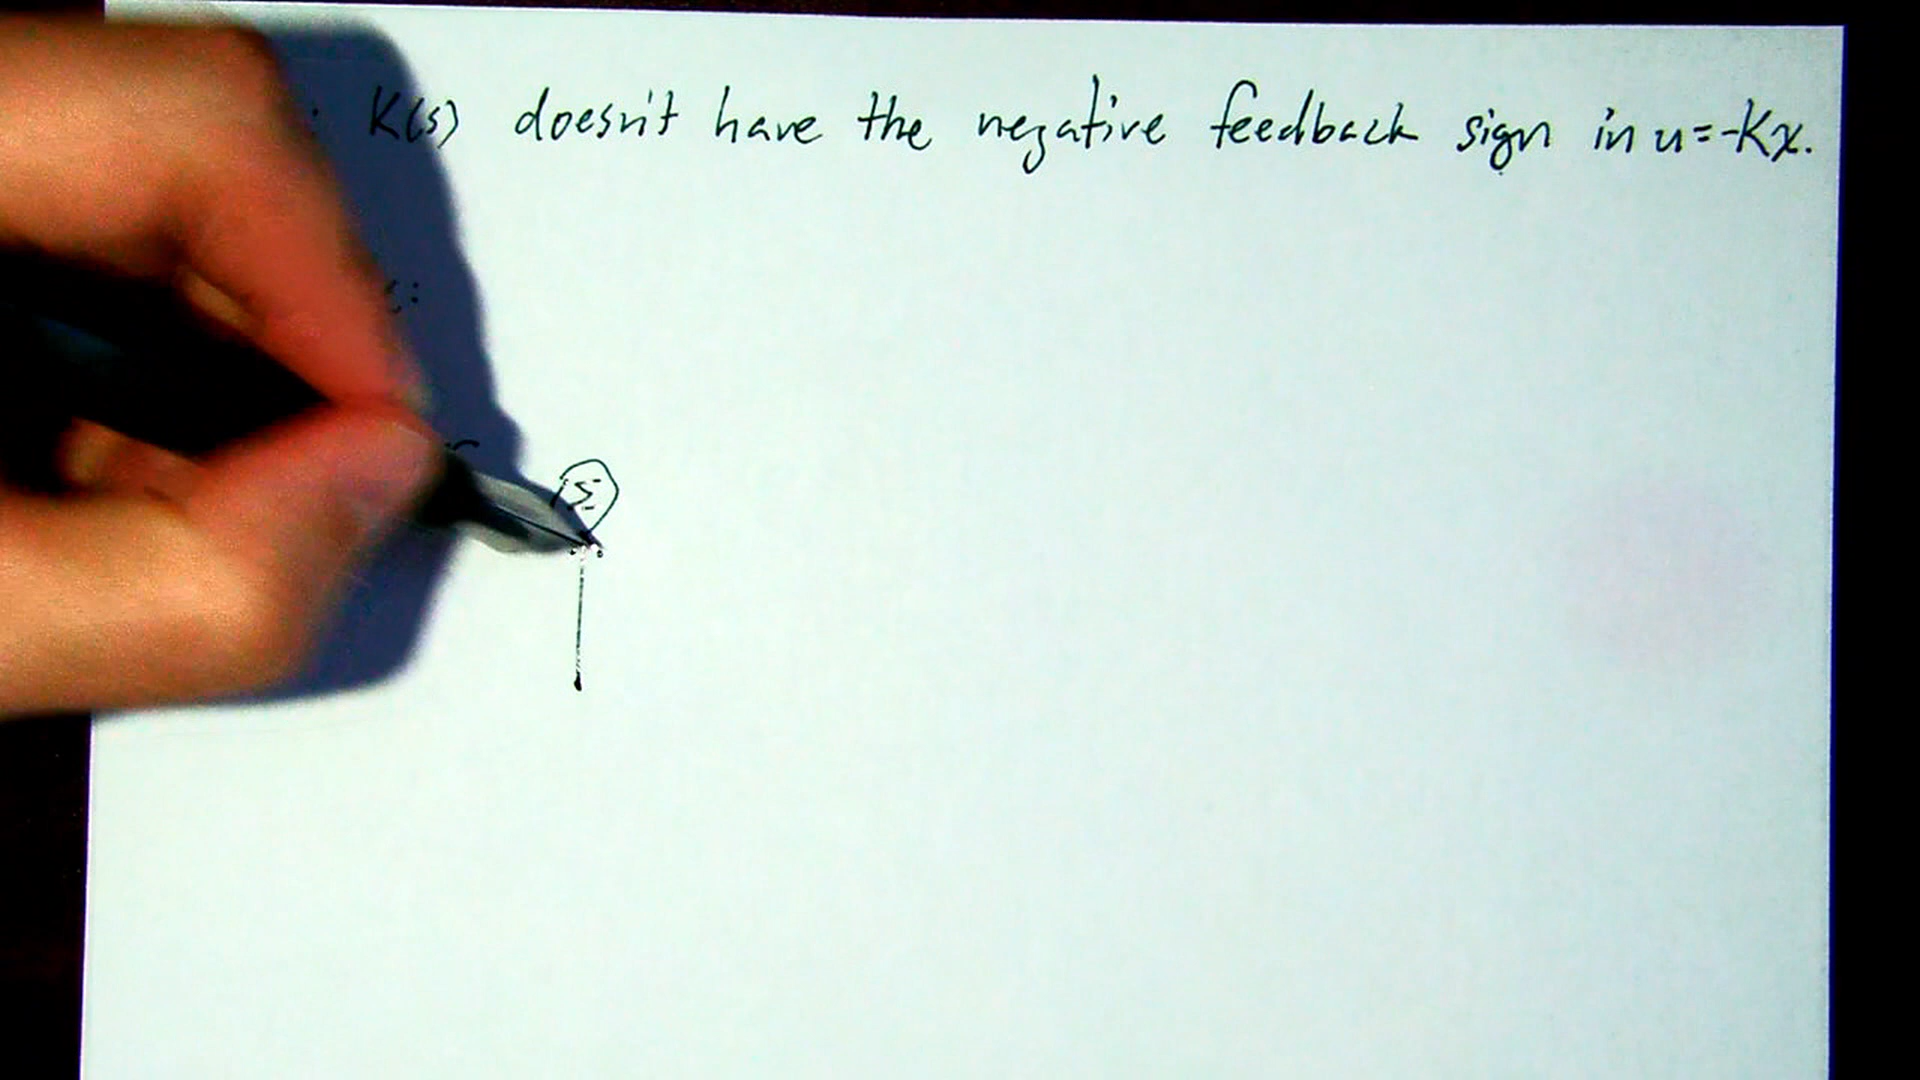 : K(s) doesn't have the negative feedback sign in u=-Kx.
:
r
Σ